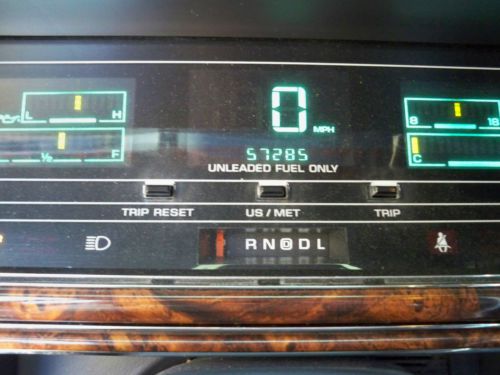 L H
0
MPH
8 18
½ F
57285
C
UNLEADED FUEL ONLY
TRIP RESET US/MET TRIP
R N D D L